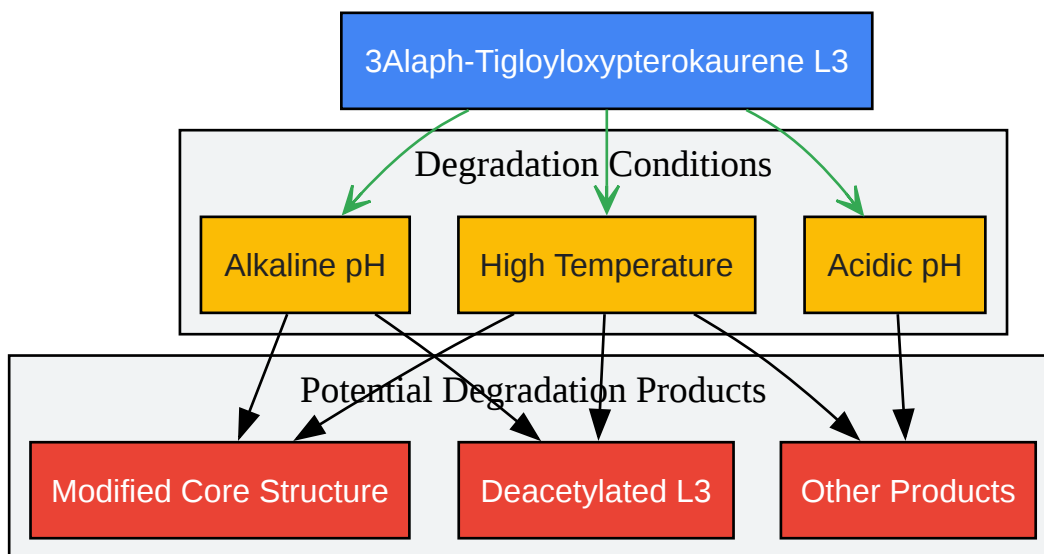 3Alaph-Tigloyloxypterokaurene L3
Degradation Conditions
Alkaline pH
High Temperature
Acidic pH
Potential Degradation Products
Modified Core Structure
Deacetylated L3
Other Products